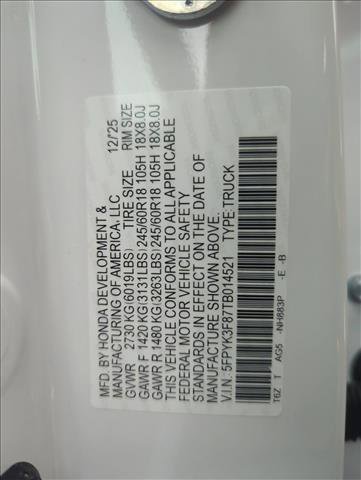 MFD. BY HONDA DEVELOPMENT &
MANUFACTURING OF AMERICA, LLC 12/'25
GVWR 2730 KG(6019LBS) TIRE SIZE RIM SIZE
GAWR F 1420 KG(3131LBS)245/60R18 105H 18X8.0J
GAWR R 1480 KG(3263LBS)245/60R18 105H 18X8.0J
THIS VEHICLE CONFORMS TO ALL APPLICABLE
FEDERAL MOTOR VEHICLE SAFETY
STANDARDS IN EFFECT ON THE DATE OF
MANUFACTURE SHOWN ABOVE.
V.I.N.: 5FPYK3F87TB014521 TYPE:TRUCK
T6Z T AG5 -NH883P -E -B